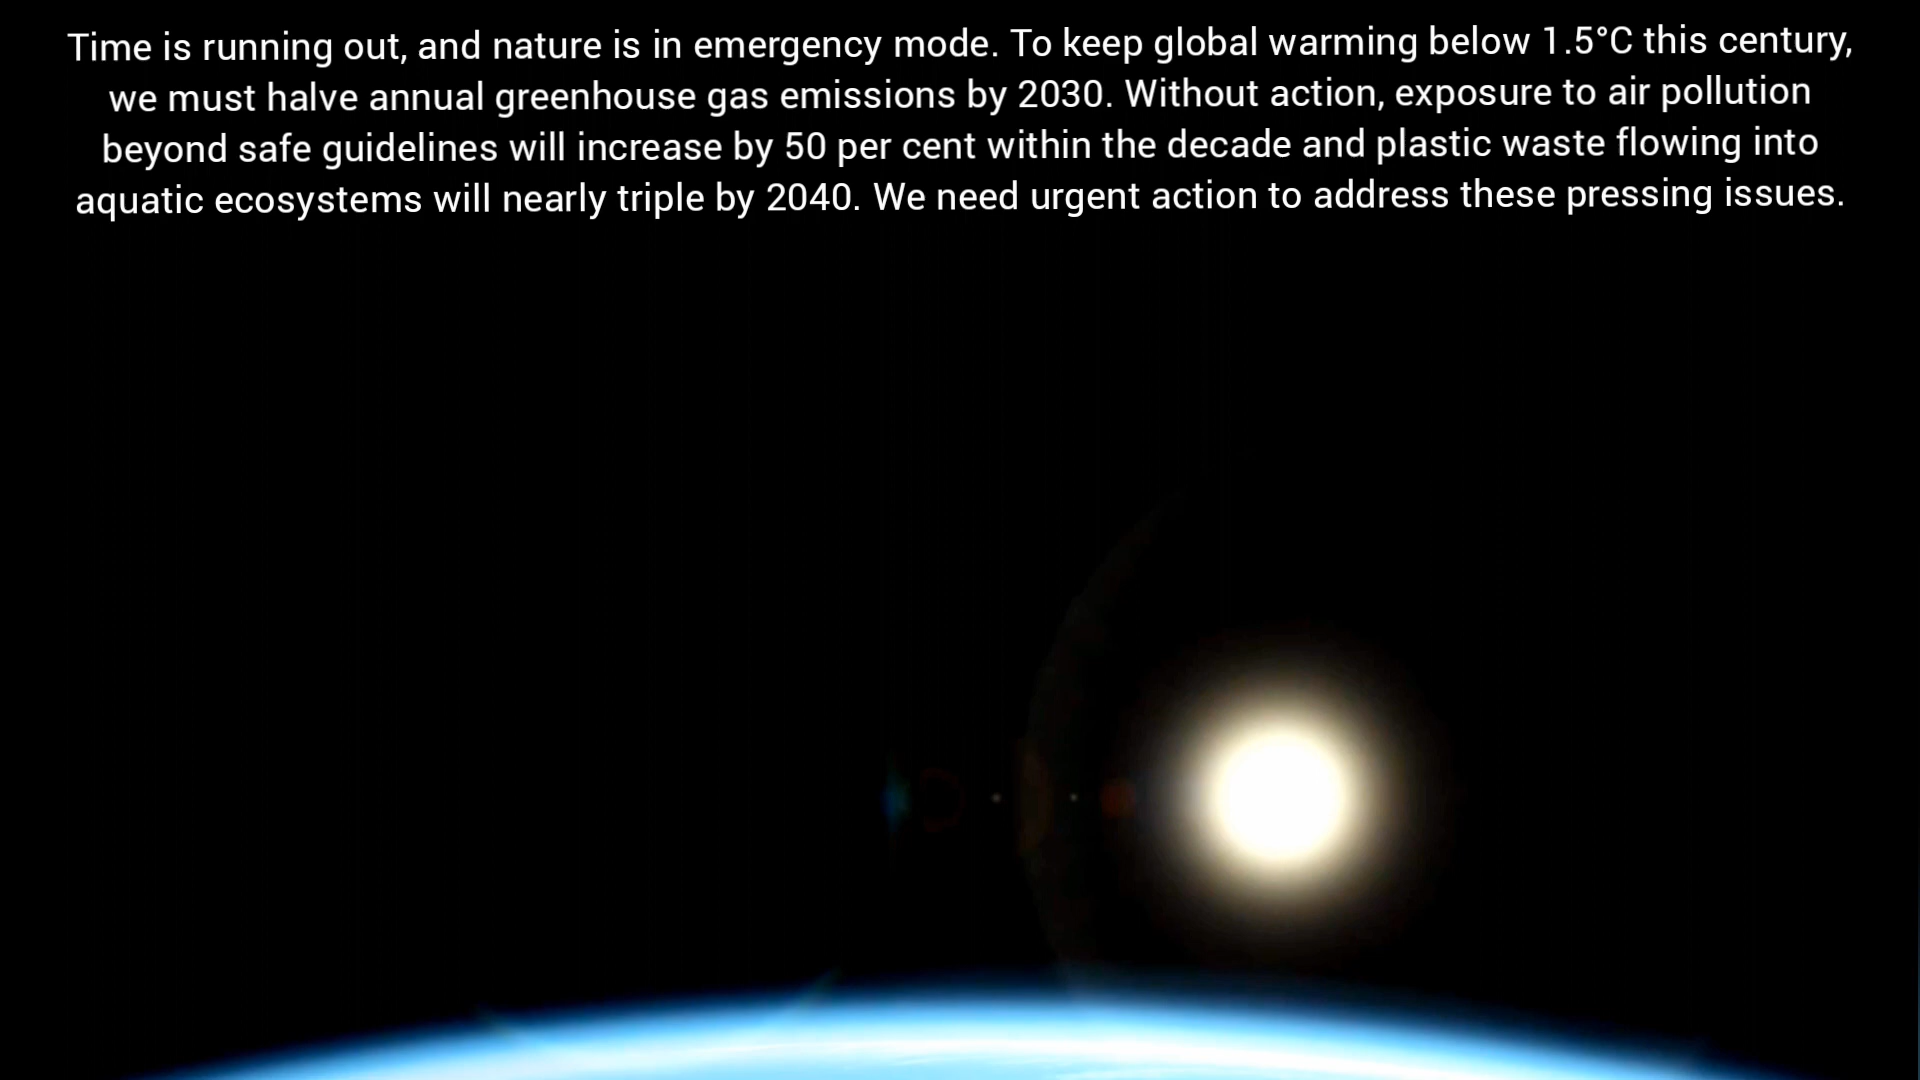 Time is running out, and nature is in emergency mode. To keep global warming below 1.5°C this century,
we must halve annual greenhouse gas emissions by 2030. Without action, exposure to air pollution
beyond safe guidelines will increase by 50 per cent within the decade and plastic waste flowing into
aquatic ecosystems will nearly triple by 2040. We need urgent action to address these pressing issues.